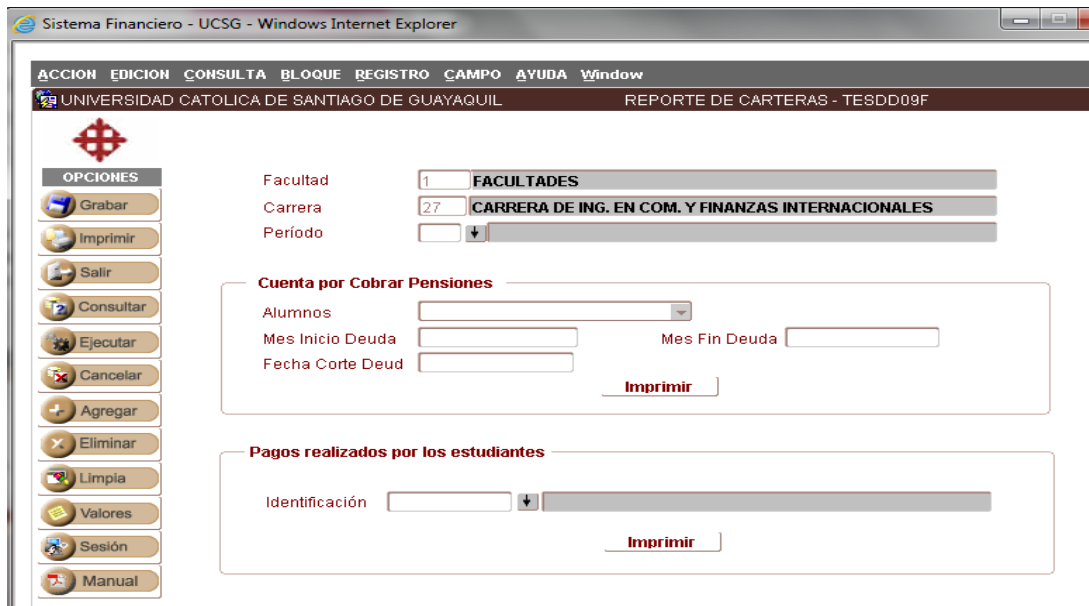 Sistema Financiero - UCSG - Windows Internet Explorer
ACCION EDICION CONSULTA BLOQUE REGISTRO CAMPO AYUDA Window
UNIVERSIDAD CATOLICA DE SANTIAGO DE GUAYAQUIL REPORTE DE CARTERAS - TESDD09F
OPCIONES
Grabar
Imprimir
Salir
Consultar
Ejecutar
Cancelar
Agregar
Eliminar
Limpia
Valores
Sesión
Manual
Facultad 1 FACULTADES
Carrera 27 CARRERA DE ING. EN COM. Y FINANZAS INTERNACIONALES
Período
Cuenta por Cobrar Pensiones
Alumnos
Mes Inicio Deuda Mes Fin Deuda
Fecha Corte Deud
Imprimir
Pagos realizados por los estudiantes
Identificación
Imprimir